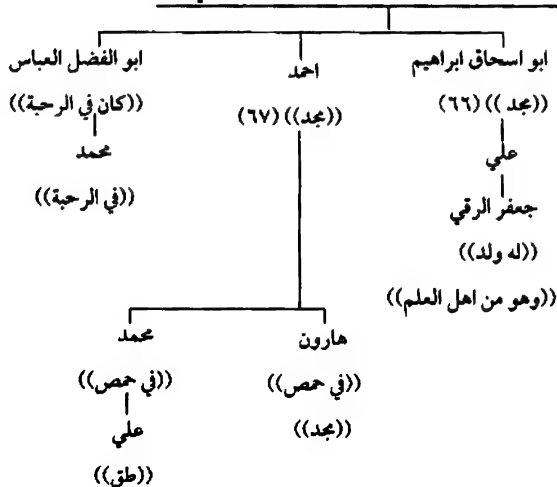 ابو اسحاق ابراهيم
((مجد)) (٦٦)
علي
جعفر الرقي
((له ولد))
((وهو من اهل العلم))
احمد
((مجد)) (٦٧)
هارون
((في حمص))
((مجد))
محمد
((في حمص))
علي
((طق))
ابو الفضل العباس
((كان في الرحبة))
محمد
((في الرحبة))